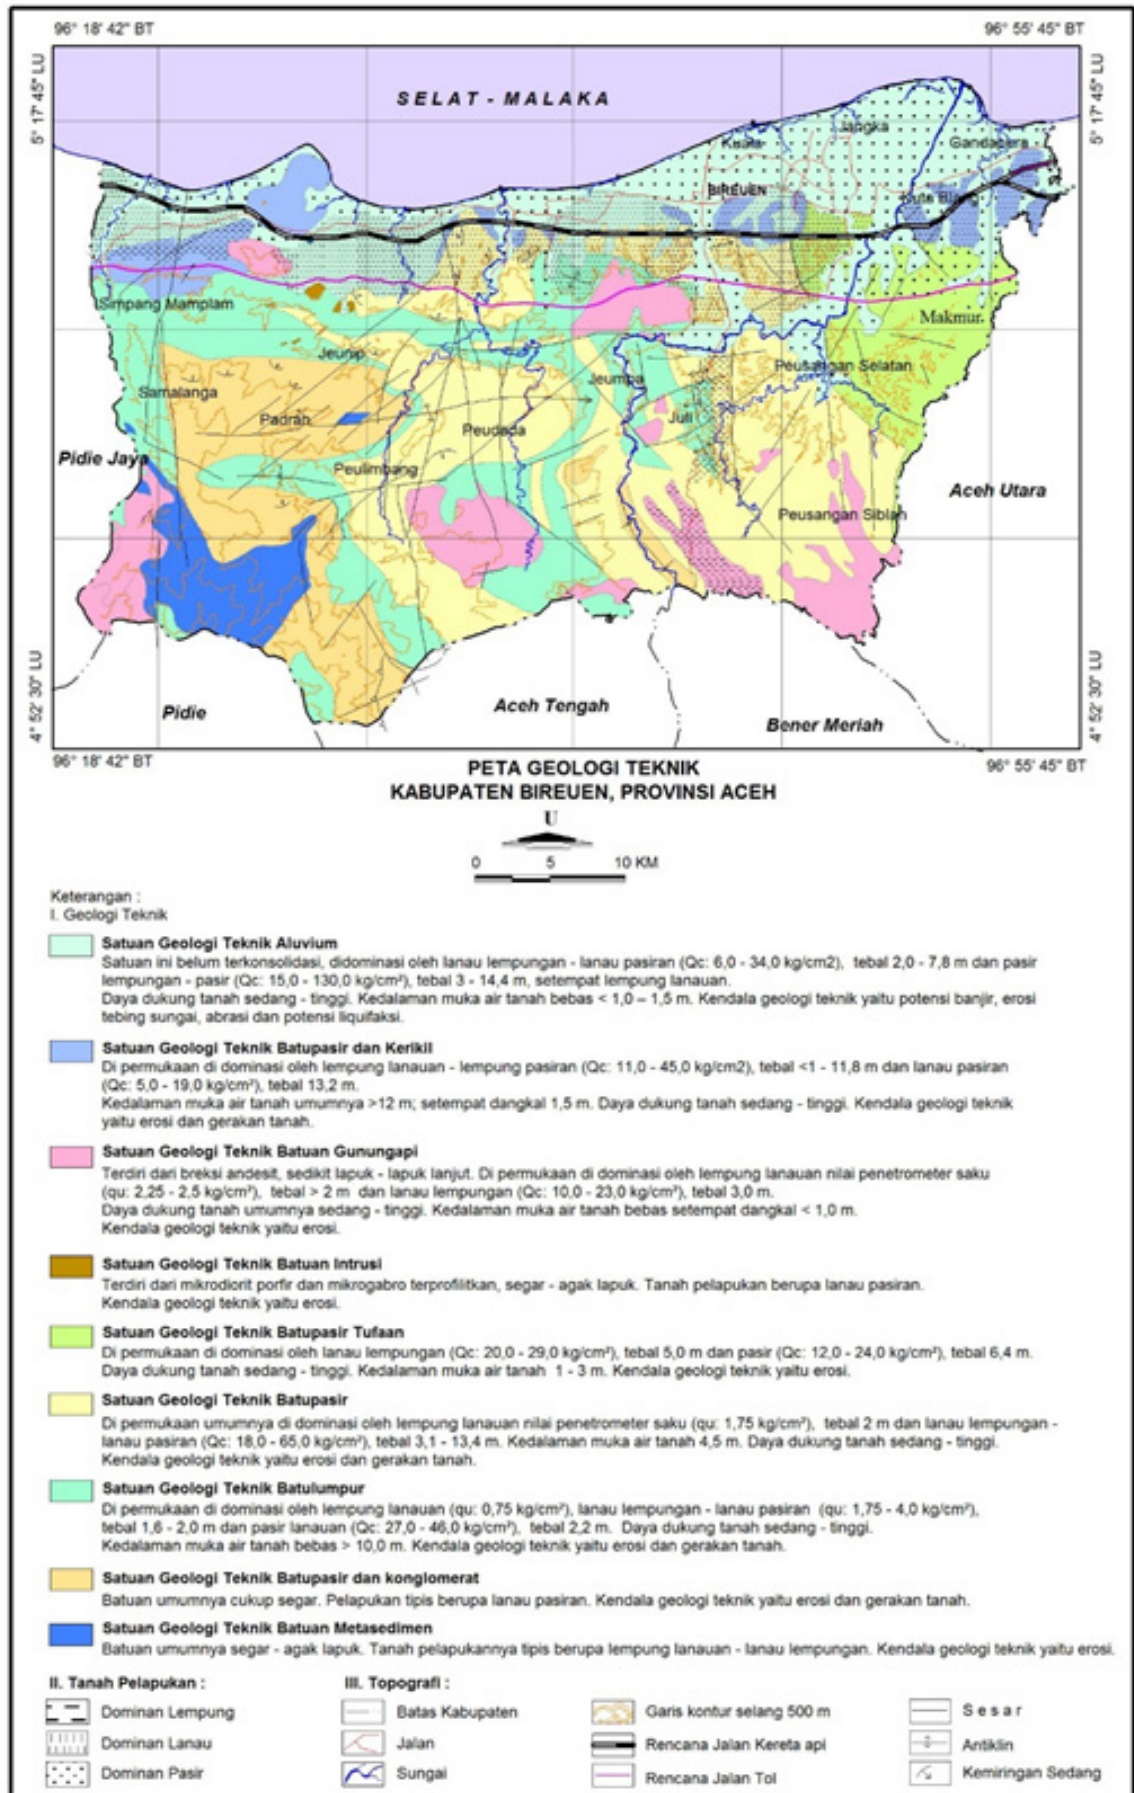 96° 18' 42" BT
96° 55' 45" BT
5° 17' 45" LU
5° 17' 45" LU
SELAT - MALAKA
Kuala
Jangka
Gandapura
BIREUEN
Kute Blang
Simpang Mamplam
Makmur
Jeunip
Peusangan Selatan
Samalanga
Jeumpa
Padran
Juli
Peudada
Pidie Jaya
Peulimbang
Aceh Utara
Peusangan Siblah
4° 52' 30" LU
4° 52' 30" LU
Pidie
Aceh Tengah
Bener Meriah
96° 18' 42" BT
96° 55' 45" BT
PETA GEOLOGI TEKNIK
KABUPATEN BIREUEN, PROVINSI ACEH
U
0 5 10 KM
Keterangan :
I. Geologi Teknik
Satuan Geologi Teknik Aluvium
Satuan ini belum terkonsolidasi, didominasi oleh lanau lempungan - lanau pasiran (Qc: 6,0 - 34,0 kg/cm2), tebal 2,0 - 7,8 m dan pasir
lempungan - pasir (Qc: 15,0 - 130,0 kg/cm²), tebal 3 - 14,4 m, setempat lempung lanauan.
Daya dukung tanah sedang - tinggi. Kedalaman muka air tanah bebas < 1,0 – 1,5 m. Kendala geologi teknik yaitu potensi banjir, erosi
tebing sungai, abrasi dan potensi liquifaksi.
Satuan Geologi Teknik Batupasir dan Kerikil
Di permukaan di dominasi oleh lempung lanauan - lempung pasiran (Qc: 11,0 - 45,0 kg/cm2), tebal <1 - 11,8 m dan lanau pasiran
(Qc: 5,0 - 19,0 kg/cm²), tebal 13,2 m.
Kedalaman muka air tanah umumnya >12 m; setempat dangkal 1,5 m. Daya dukung tanah sedang - tinggi. Kendala geologi teknik
yaitu erosi dan gerakan tanah.
Satuan Geologi Teknik Batuan Gunungapi
Terdiri dari breksi andesit, sedikit lapuk - lapuk lanjut. Di permukaan di dominasi oleh lempung lanauan nilai penetrometer saku
(qu: 2,25 - 2,5 kg/cm²), tebal > 2 m dan lanau lempungan (Qc: 10,0 - 23,0 kg/cm²), tebal 3,0 m.
Daya dukung tanah umumnya sedang - tinggi. Kedalaman muka air tanah bebas setempat dangkal < 1,0 m.
Kendala geologi teknik yaitu erosi.
Satuan Geologi Teknik Batuan Intrusi
Terdiri dari mikrodiorit porfir dan mikrogabro terprofilitkan, segar - agak lapuk. Tanah pelapukan berupa lanau pasiran.
Kendala geologi teknik yaitu erosi.
Satuan Geologi Teknik Batupasir Tufaan
Di permukaan di dominasi oleh lanau lempungan (Qc: 20,0 - 29,0 kg/cm²), tebal 5,0 m dan pasir (Qc: 12,0 - 24,0 kg/cm²), tebal 6,4 m.
Daya dukung tanah sedang - tinggi. Kedalaman muka air tanah 1 - 3 m. Kendala geologi teknik yaitu erosi.
Satuan Geologi Teknik Batupasir
Di permukaan umumnya di dominasi oleh lempung lanauan nilai penetrometer saku (qu: 1,75 kg/cm²), tebal 2 m dan lanau lempungan -
lanau pasiran (Qc: 18,0 - 65,0 kg/cm²), tebal 3,1 - 13,4 m. Kedalaman muka air tanah 4,5 m. Daya dukung tanah sedang - tinggi.
Kendala geologi teknik yaitu erosi dan gerakan tanah.
Satuan Geologi Teknik Batulumpur
Di permukaan di dominasi oleh lempung lanauan (qu: 0,75 kg/cm²), lanau lempungan - lanau pasiran (qu: 1,75 - 4,0 kg/cm²),
tebal 1,6 - 2,0 m dan pasir lanauan (Qc: 27,0 - 46,0 kg/cm²), tebal 2,2 m. Daya dukung tanah sedang - tinggi.
Kedalaman muka air tanah bebas > 10,0 m. Kendala geologi teknik yaitu erosi dan gerakan tanah.
Satuan Geologi Teknik Batupasir dan konglomerat
Batuan umumnya cukup segar. Pelapukan tipis berupa lanau pasiran. Kendala geologi teknik yaitu erosi dan gerakan tanah.
Satuan Geologi Teknik Batuan Metasedimen
Batuan umumnya segar - agak lapuk. Tanah pelapukannya tipis berupa lempung lanauan - lanau lempungan. Kendala geologi teknik yaitu erosi.
II. Tanah Pelapukan :
Dominan Lempung
Dominan Lanau
Dominan Pasir
III. Topografi :
Batas Kabupaten
Jalan
Sungai
Garis kontur selang 500 m
Rencana Jalan Kereta api
Rencana Jalan Tol
S e s a r
Antiklin
Kemiringan Sedang